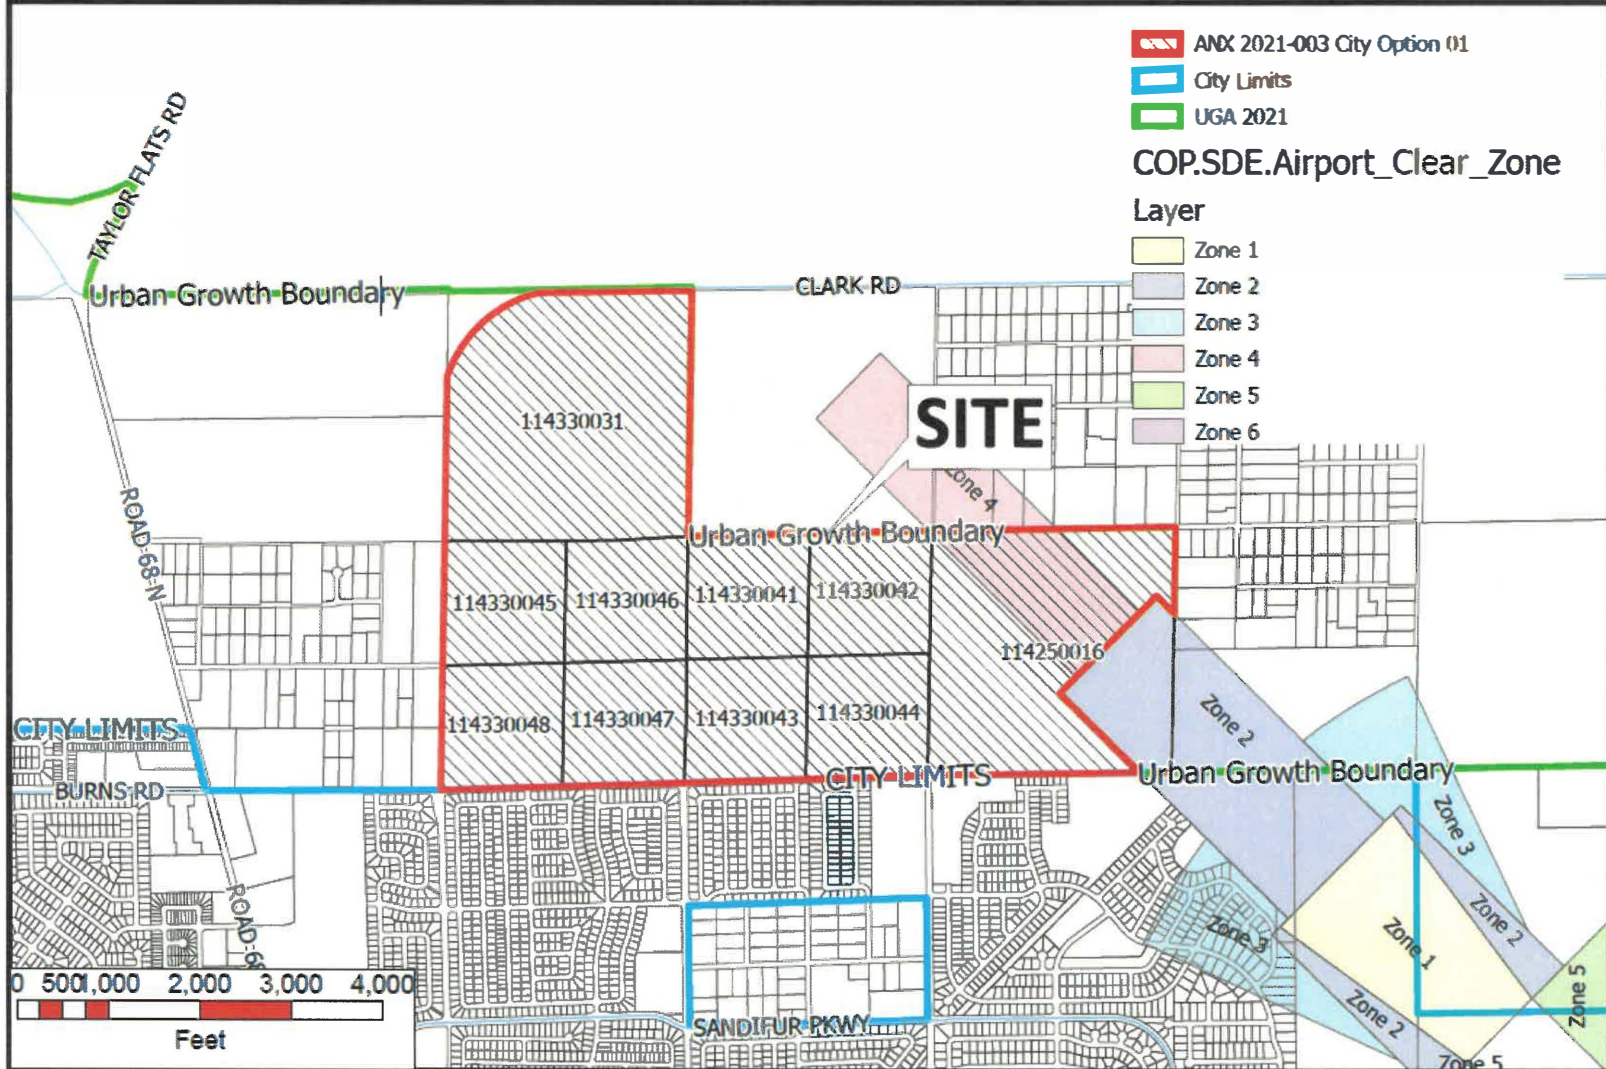 ANX 2021-003 City Option 01
City Limits
UGA 2021
COP.SDE.Airport_Clear_Zone
Layer
Zone 1
Zone 2
Zone 3
Zone 4
Zone 5
Zone 6
TAYLOR FLATS RD
Urban Growth Boundary
CLARK RD
114330031
SITE
Zone 4
ROAD 68 N
Urban Growth Boundary
114330045
114330046
114330041
114330042
114250016
114330048
114330047
114330043
114330044
Zone 2
CITY LIMITS
CITY LIMITS
Urban Growth Boundary
BURNS RD
Zone 3
Zone 3
Zone 1
Zone 2
ROAD 68
Zone 5
0 500 1,000 2,000 3,000 4,000
Feet
SANDIFUR PKWY
Zone 2
Zone 5